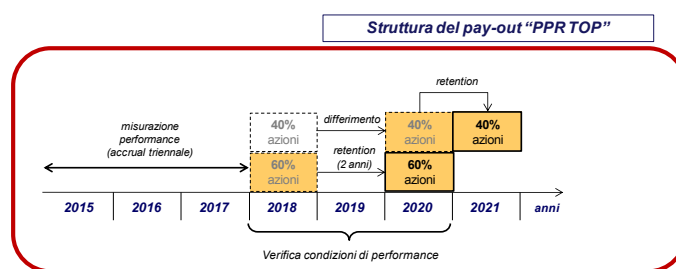 Struttura del pay-out “PPR TOP”
retention
misurazione
performance
(accrual triennale)
40%
azioni
differimento
40%
azioni
40%
azioni
60%
azioni
retention
(2 anni)
60%
azioni
2015 2016 2017 2018 2019 2020 2021 anni
Verifica condizioni di performance